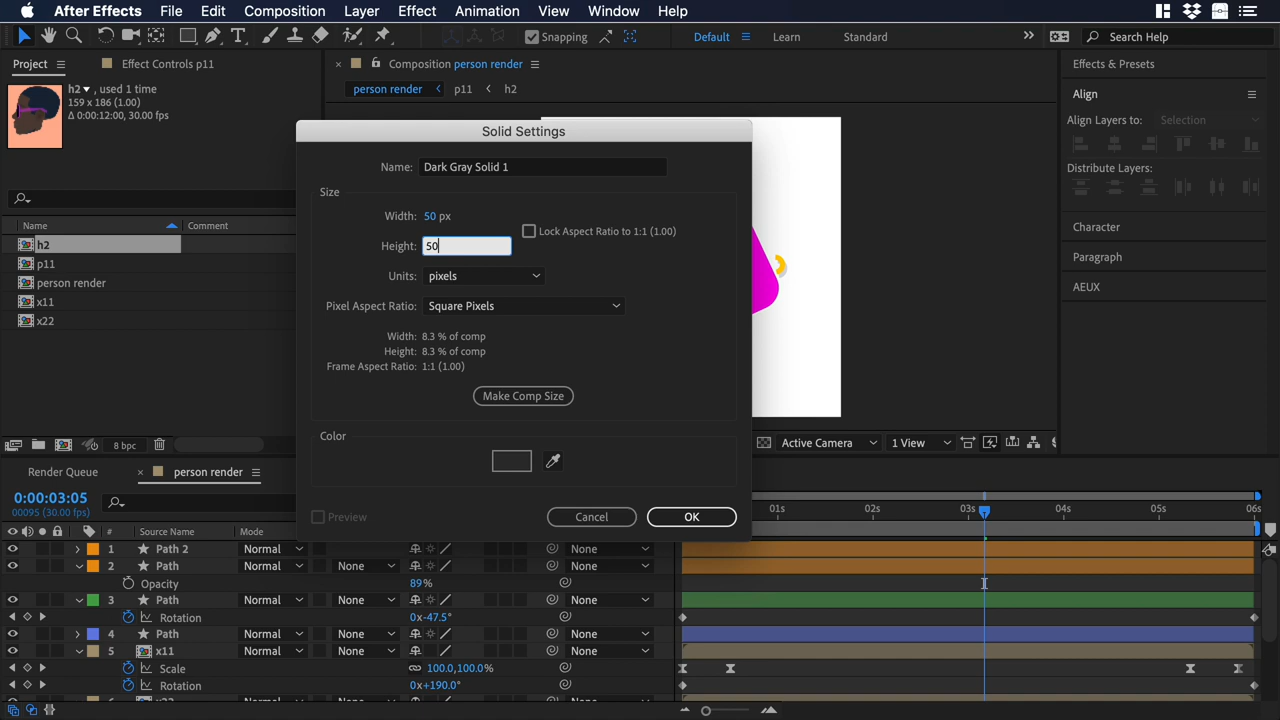 After Effects File Edit Composition Layer Effect Animation View Window Help
Snapping Default Learn Standard Search Help
Project Effect Controls p11 Composition person render Effects & Presets
h2 , used 1 time
159 x 186 (1.00)
Δ 0:00:12:00, 30.00 fps
person render p11 h2
Align
Align Layers to: Selection
Distribute Layers:
Character
Paragraph
AEUX
Name Comment
h2
p11
person render
x11
x22
8 bpc
Solid Settings
Name: Dark Gray Solid 1
Size
Width: 50 px
Lock Aspect Ratio to 1:1 (1.00)
Height: 50
Units: pixels
Pixel Aspect Ratio: Square Pixels
Width: 8.3 % of comp
Height: 8.3 % of comp
Frame Aspect Ratio: 1:1 (1.00)
Make Comp Size
Color
Preview Cancel OK
Active Camera 1 View
Render Queue person render
0:00:03:05
00095 (30.00 fps)
01s 02s 03s 04s 05s 06s
# Source Name Mode
1 Path 2 Normal None
2 Path Normal None None
Opacity 89%
3 Path Normal None None
Rotation 0x-47.5°
4 Path Normal None None
5 x11 Normal None None
Scale 100.0,100.0%
Rotation 0x+190.0°